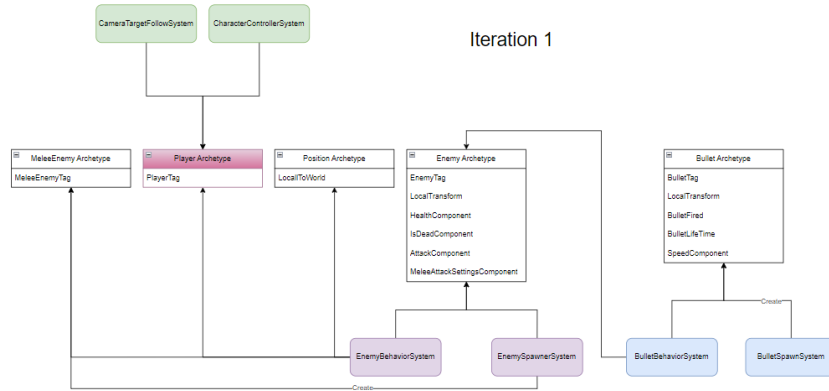 CameraTargetFollowSystem
CharacterControllerSystem
Iteration 1
MeleeEnemy Archetype
MeleeEnemyTag
Player Archetype
PlayerTag
Position Archetype
LocalToWorld
Enemy Archetype
EnemyTag
LocalTransform
HealthComponent
IsDeadComponent
AttackComponent
MeleeAttackSettingsComponent
Bullet Archetype
BulletTag
LocalTransform
BulletFired
BulletLifeTime
SpeedComponent
Create
EnemyBehaviorSystem
EnemySpawnerSystem
BulletBehaviorSystem
BulletSpawnSystem
Create